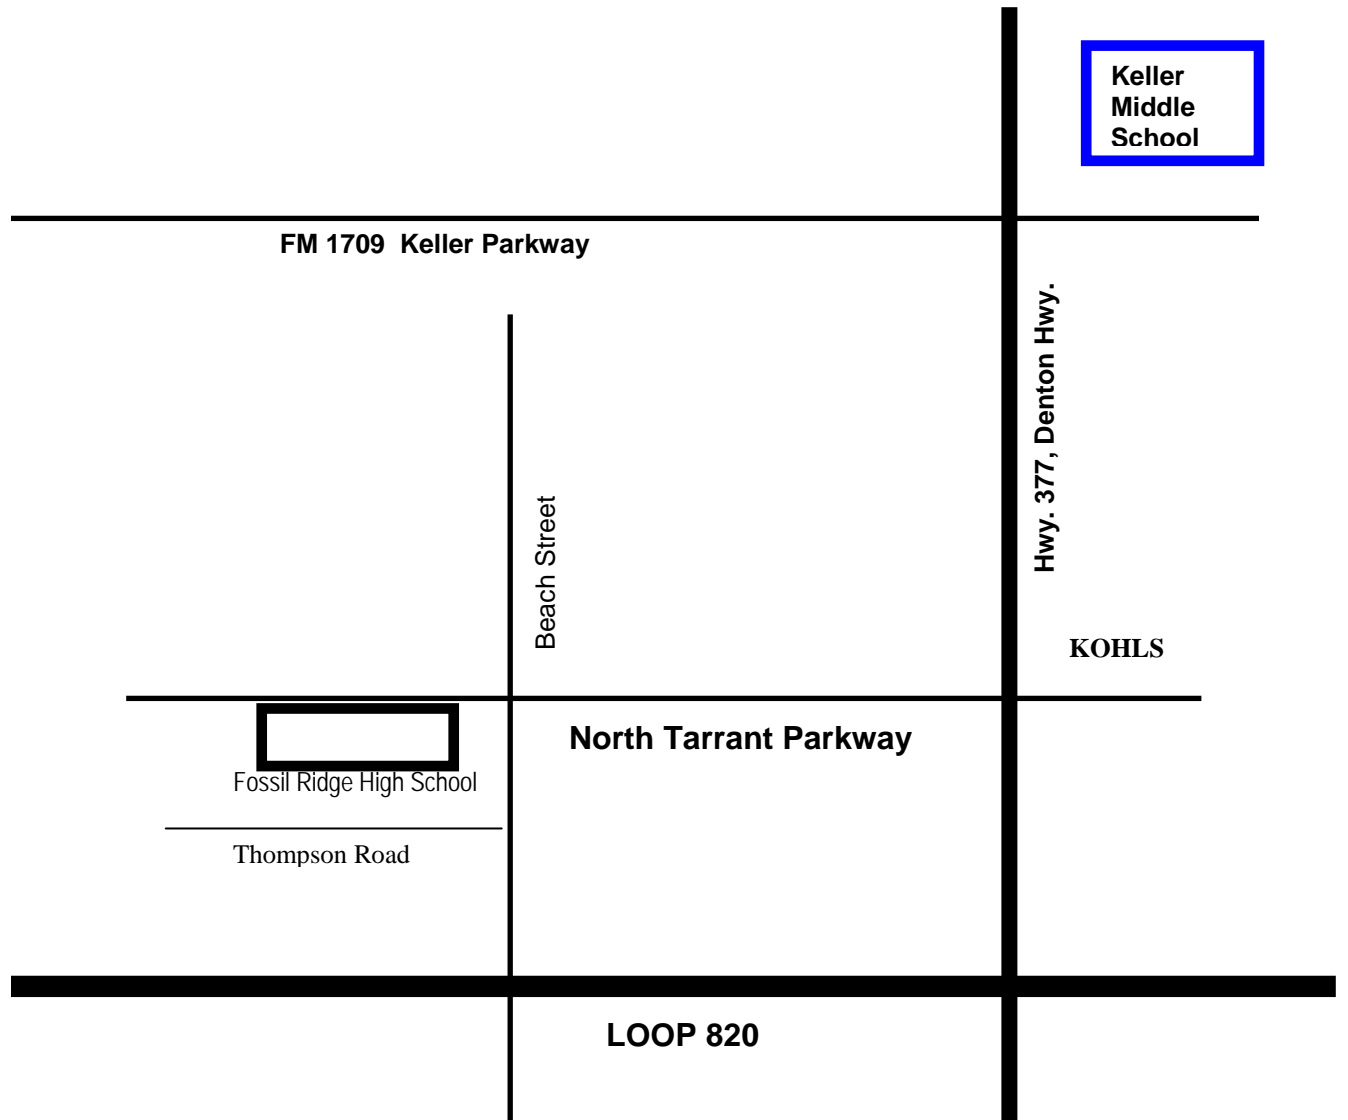 Keller
Middle
School
FM 1709  Keller Parkway
Hwy. 377, Denton Hwy.
Beach Street
KOHLS
North Tarrant Parkway
Fossil Ridge High School
Thompson Road
LOOP 820